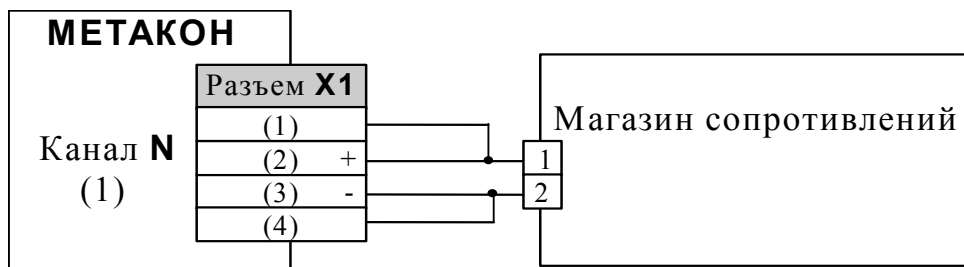 МЕТАКОН
Разъем X1
(1)
(2) +
(3) -
(4)
Канал N
(1)
Магазин сопротивлений
1
2